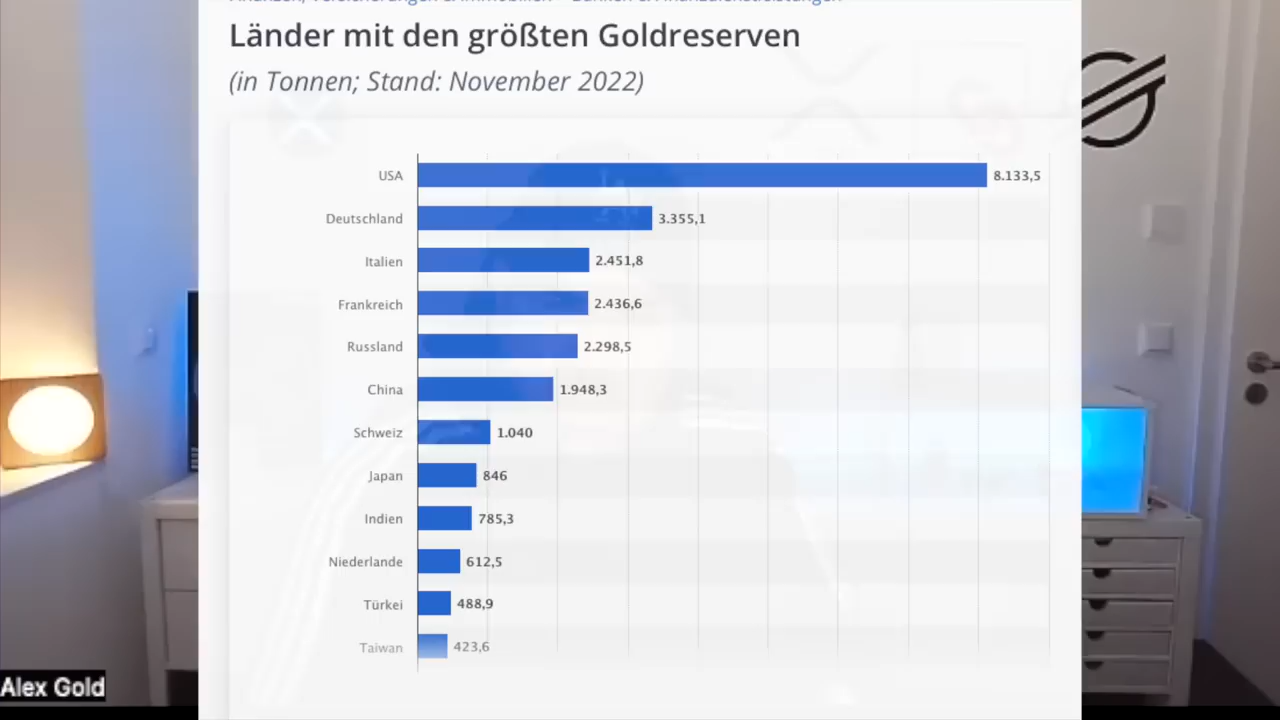 Länder mit den größten Goldreserven
(in Tonnen; Stand: November 2022)
USA 8.133,5
Deutschland 3.355,1
Italien 2.451,8
Frankreich 2.436,6
Russland 2.298,5
China 1.948,3
Schweiz 1.040
Japan 846
Indien 785,3
Niederlande 612,5
Türkei 488,9
Taiwan 423,6
Alex Gold